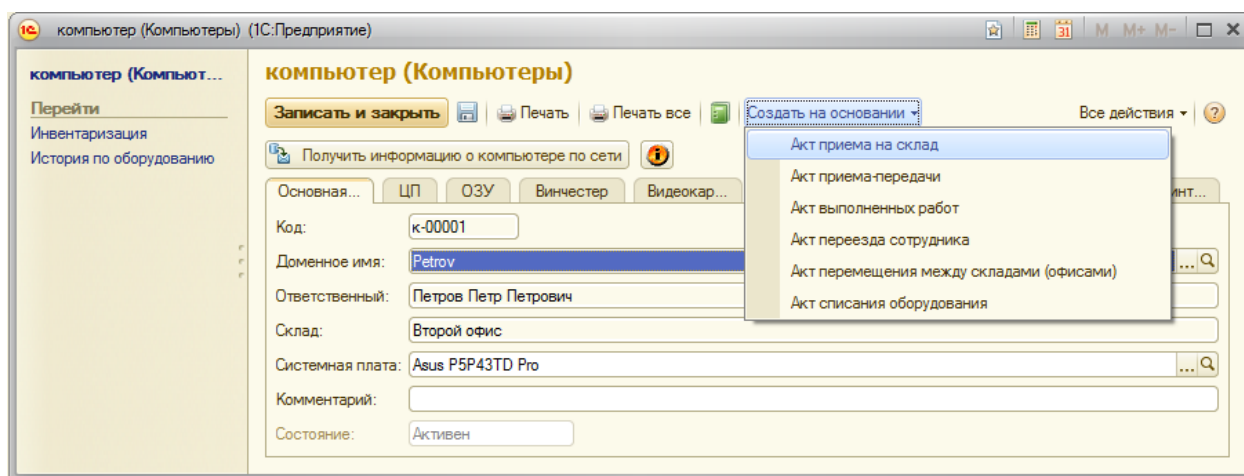 компьютер (Компьютеры) (1С:Предприятие)
31 M M+ M-
компьютер (Компьют...
Перейти
Инвентаризация
История по оборудованию
компьютер (Компьютеры)
Записать и закрыть Печать Печать все Создать на основании Все действия ?
Получить информацию о компьютере по сети i
Основная... ЦП ОЗУ Винчестер Видеокар... инт...
Акт приема на склад
Акт приема-передачи
Акт выполненных работ
Акт переезда сотрудника
Акт перемещения между складами (офисами)
Акт списания оборудования
Код: к-00001
Доменное имя: Petrov ...
Ответственный: Петров Петр Петрович
Склад: Второй офис
Системная плата: Asus P5P43TD Pro ...
Комментарий:
Состояние: Активен